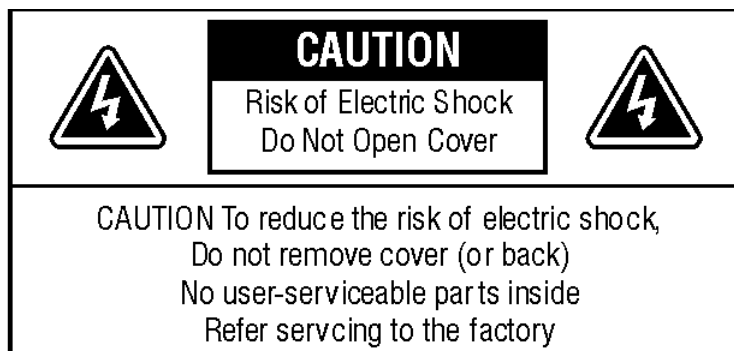 CAUTION
Risk of Electric Shock
Do Not Open Cover
CAUTION To reduce the risk of electric shock,
Do not remove cover (or back)
No user-serviceable parts inside
Refer servcing to the factory